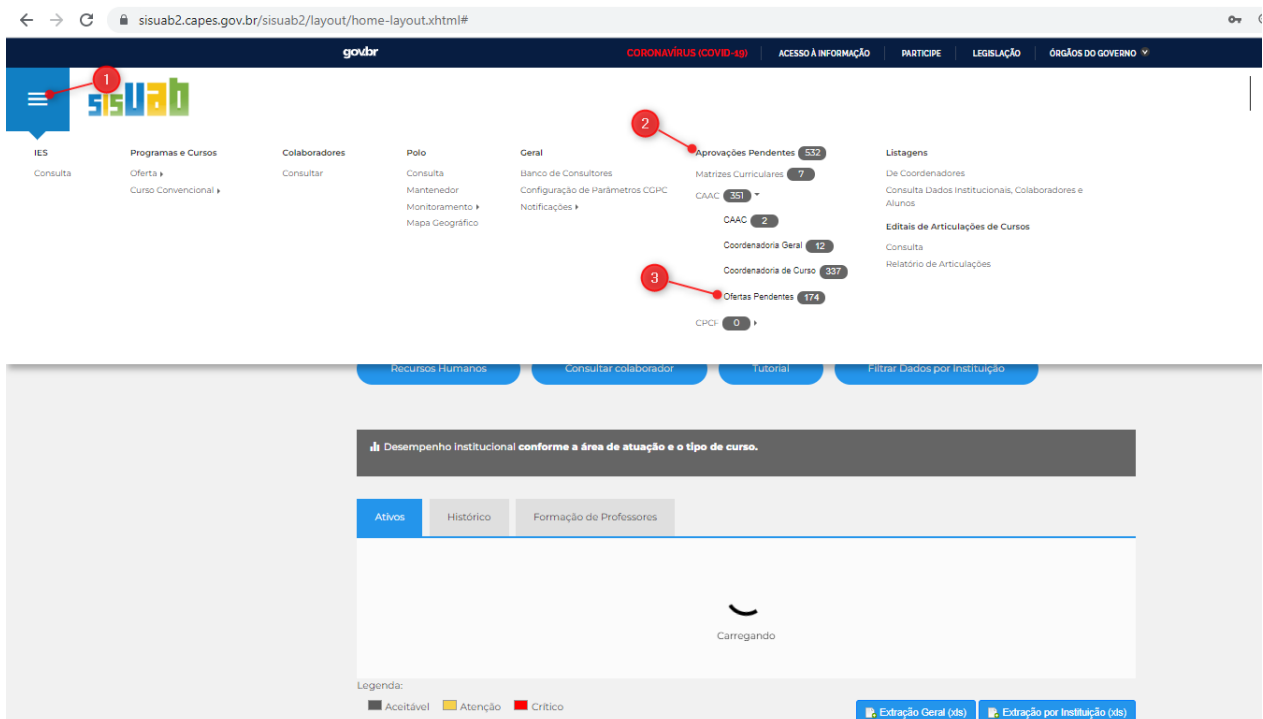 sisuab2.capes.gov.br/sisuab2/layout/home-layout.xhtml#
gov.br
CORONAVÍRUS (COVID-19)
ACESSO À INFORMAÇÃO
PARTICIPE
LEGISLAÇÃO
ÓRGÃOS DO GOVERNO
1
sisuab
2
IES
Consulta
Programas e Cursos
Oferta
Curso Convencional
Colaboradores
Consultar
Polo
Consulta
Mantenedor
Monitoramento
Mapa Geográfico
Geral
Banco de Consultores
Configuração de Parâmetros CGPC
Notificações
Aprovações Pendentes 532
Matrizes Curriculares 7
CAAC 351
CAAC 2
Coordenadoria Geral 12
Coordenadoria de Curso 337
3
Ofertas Pendentes 174
CPCF 0
Listagens
De Coordenadores
Consulta Dados Institucionais, Colaboradores e
Alunos
Editais de Articulações de Cursos
Consulta
Relatório de Articulações
Recursos Humanos
Consultar colaborador
Tutorial
Filtrar Dados por Instituição
Desempenho Institucional conforme a área de atuação e o tipo de curso.
Ativos
Histórico
Formação de Professores
Carregando
Legenda:
Aceitável
Atenção
Crítico
Extração Geral (xls)
Extração por Instituição (xls)